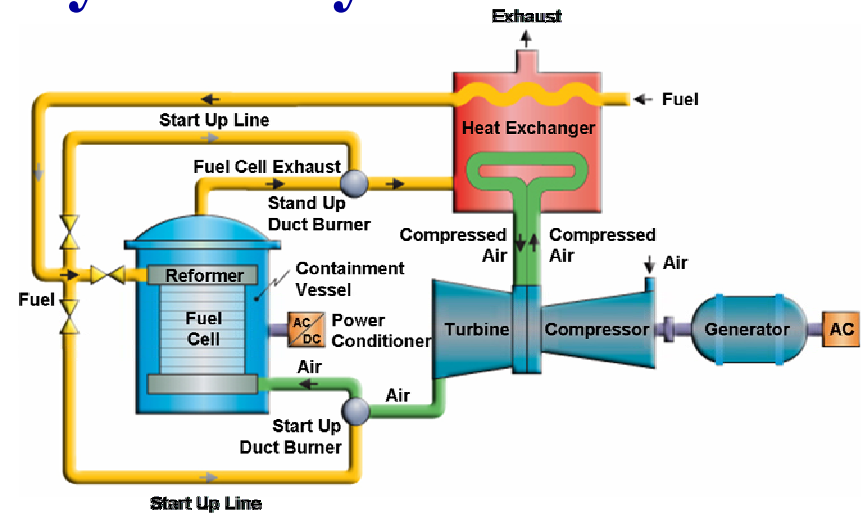 Exhaust
Fuel
Start Up Line
Heat Exchanger
Fuel Cell Exhaust
Stand Up
Duct Burner
Compressed
Air
Compressed
Air
Air
Containment
Vessel
Reformer
Fuel
Fuel
Cell
AC
DC
Power
Conditioner
Turbine
Compressor
Generator
AC
Air
Air
Start Up
Duct Burner
Start Up Line